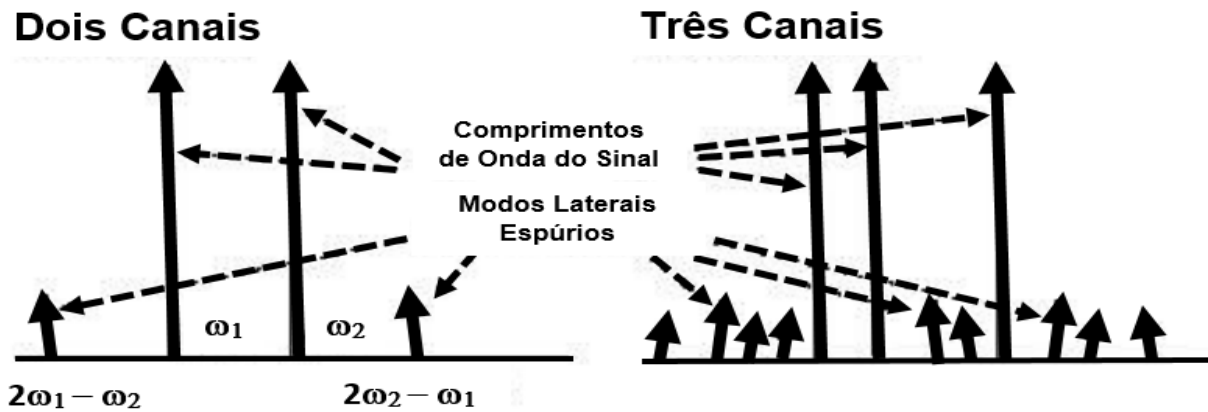 Dois Canais
Três Canais
Comprimentos
de Onda do Sinal
Modos Laterais
Espúrios
ω₁
ω₂
2ω₁ – ω₂
2ω₂ – ω₁